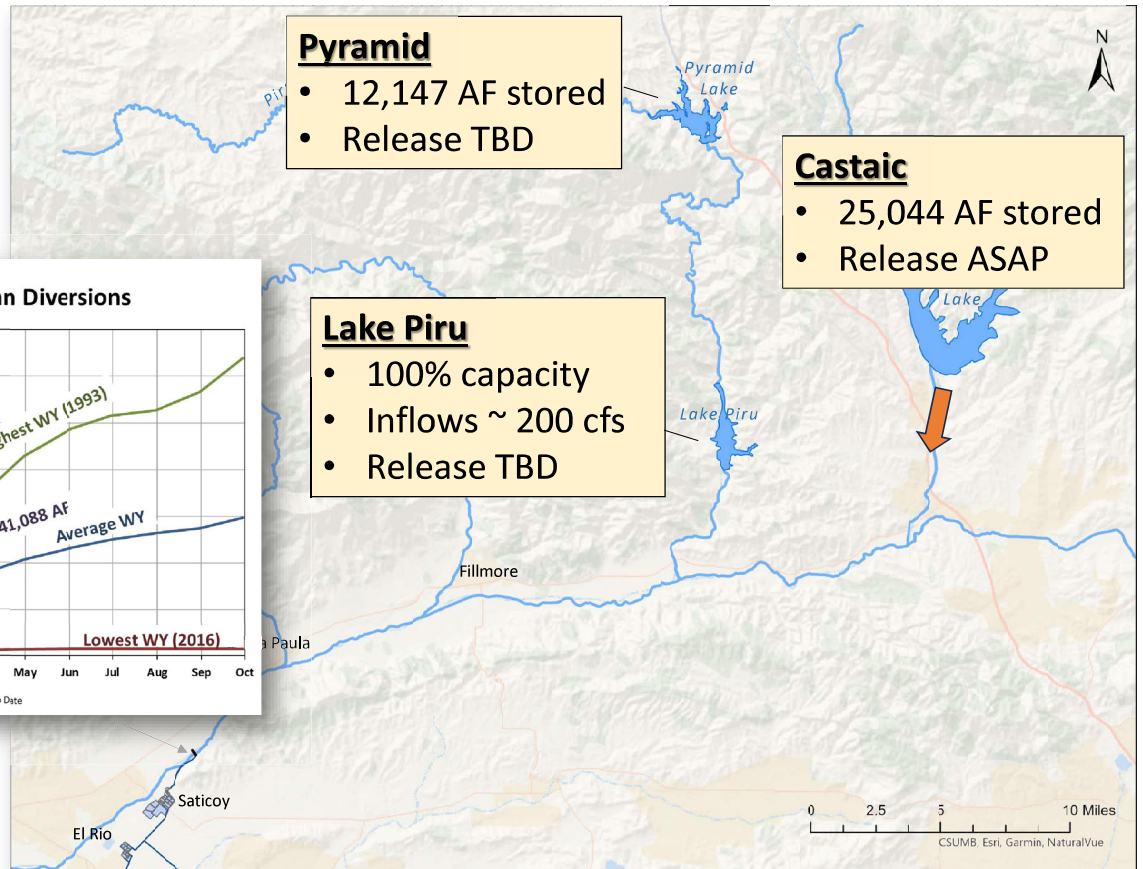 Pyramid
• 12,147 AF stored
• Release TBD
Pyramid
Lake
N
Castaic
• 25,044 AF stored
• Release ASAP
Lake
Lake Piru
• 100% capacity
• Inflows ~ 200 cfs
• Release TBD
Lake Piru
Diversions
ghest WY (1993)
41,088 AF
Average WY
Lowest WY (2016)
May Jun Jul Aug Sep Oct
Date
Fillmore
a Paula
Saticoy
El Rio
0 2.5 5 10 Miles
CSUMB, Esri, Garmin, NaturalVue